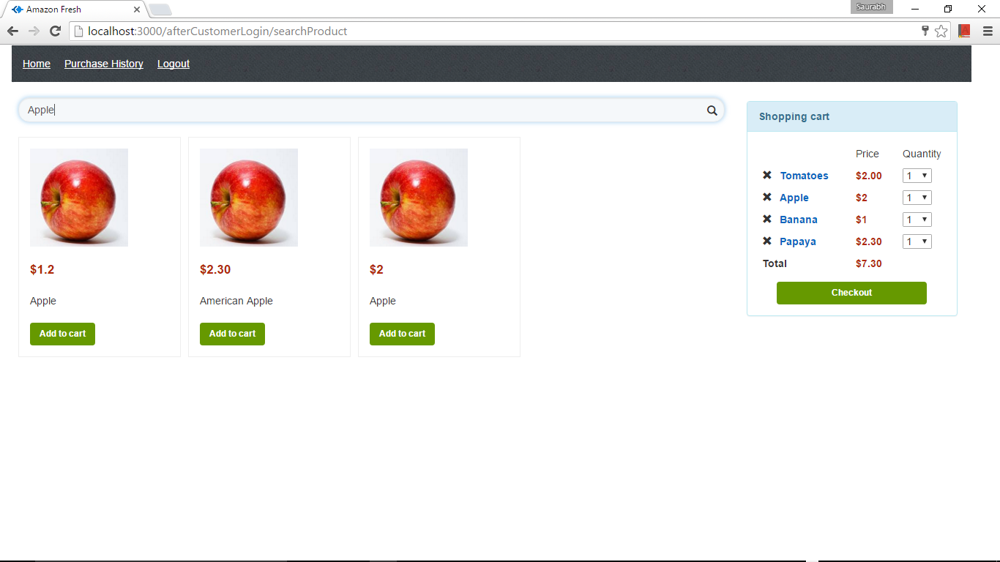 Amazon Fresh
Saurabh
localhost:3000/afterCustomerLogin/searchProduct
Home Purchase History Logout
Apple
$1.2
Apple
Add to cart
$2.30
American Apple
Add to cart
$2
Apple
Add to cart
Shopping cart
Price Quantity
Tomatoes $2.00 1
Apple $2 1
Banana $1 1
Papaya $2.30 1
Total $7.30
Checkout